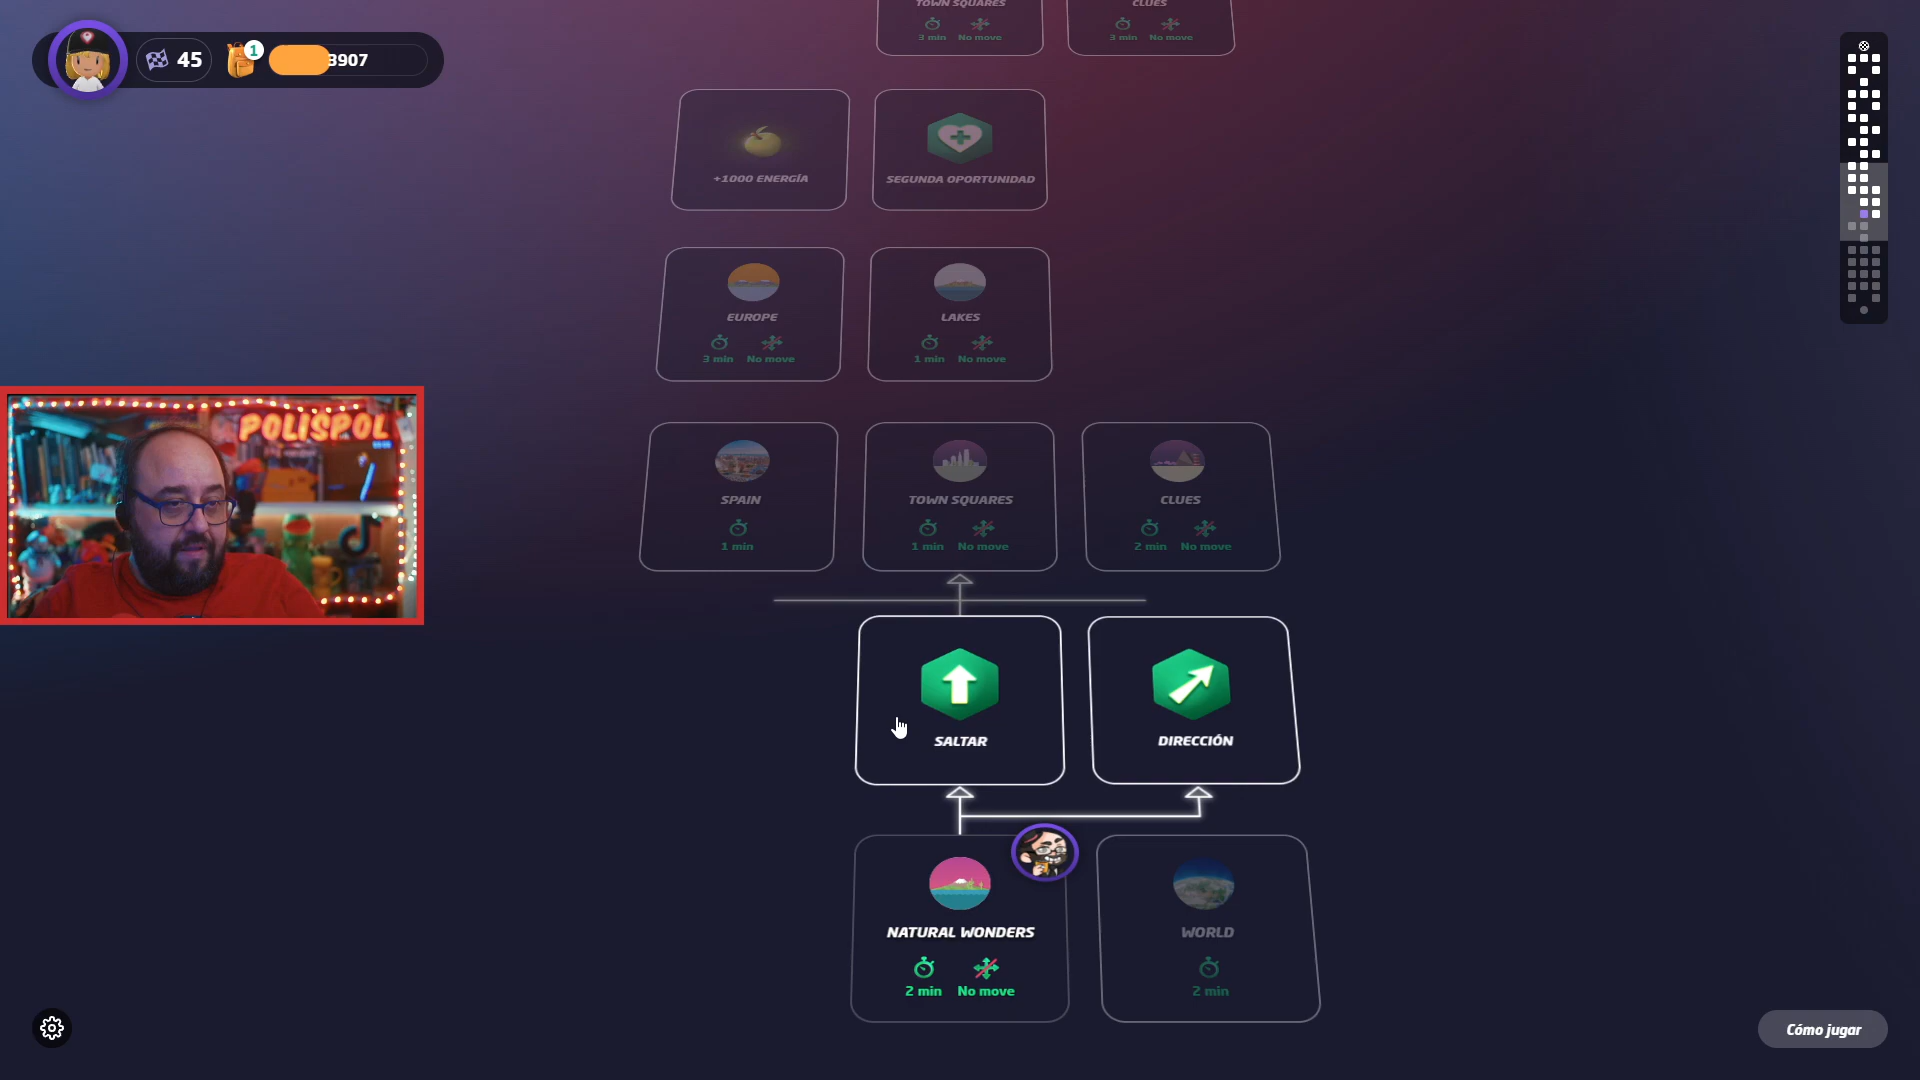 TOWN SQUARES
CLUES
3 min
No move
3 min
No move
45
1
3907
+1000 ENERGÍA
SEGUNDA OPORTUNIDAD
EUROPE
LAKES
3 min
No move
1 min
No move
POLISPOL
SPAIN
TOWN SQUARES
CLUES
1 min
1 min
No move
2 min
No move
SALTAR
DIRECCIÓN
NATURAL WONDERS
WORLD
2 min
No move
2 min
Cómo jugar